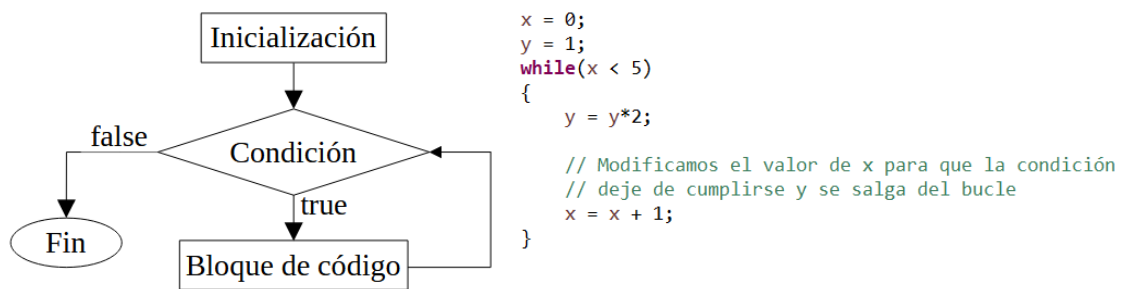 Inicialización
false
Condición
true
Fin
Bloque de código
x = 0;
y = 1;
while(x < 5)
{
    y = y*2;
    // Modificamos el valor de x para que la condición
    // deje de cumplirse y se salga del bucle
    x = x + 1;
}